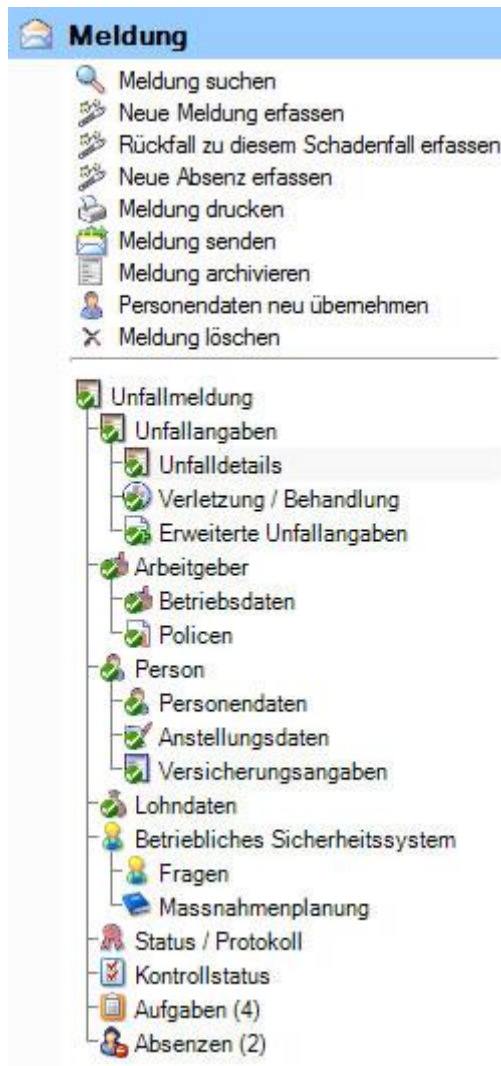 Meldung
Meldung suchen
Neue Meldung erfassen
Rückfall zu diesem Schadenfall erfassen
Neue Absenz erfassen
Meldung drucken
Meldung senden
Meldung archivieren
Personendaten neu übernehmen
Meldung löschen
Unfallmeldung
Unfallangaben
Unfalldetails
Verletzung / Behandlung
Erweiterte Unfallangaben
Arbeitgeber
Betriebsdaten
Policen
Person
Personendaten
Anstellungsdaten
Versicherungsangaben
Lohndaten
Betriebliches Sicherheitssystem
Fragen
Massnahmenplanung
Status / Protokoll
Kontrollstatus
Aufgaben (4)
Absenzen (2)